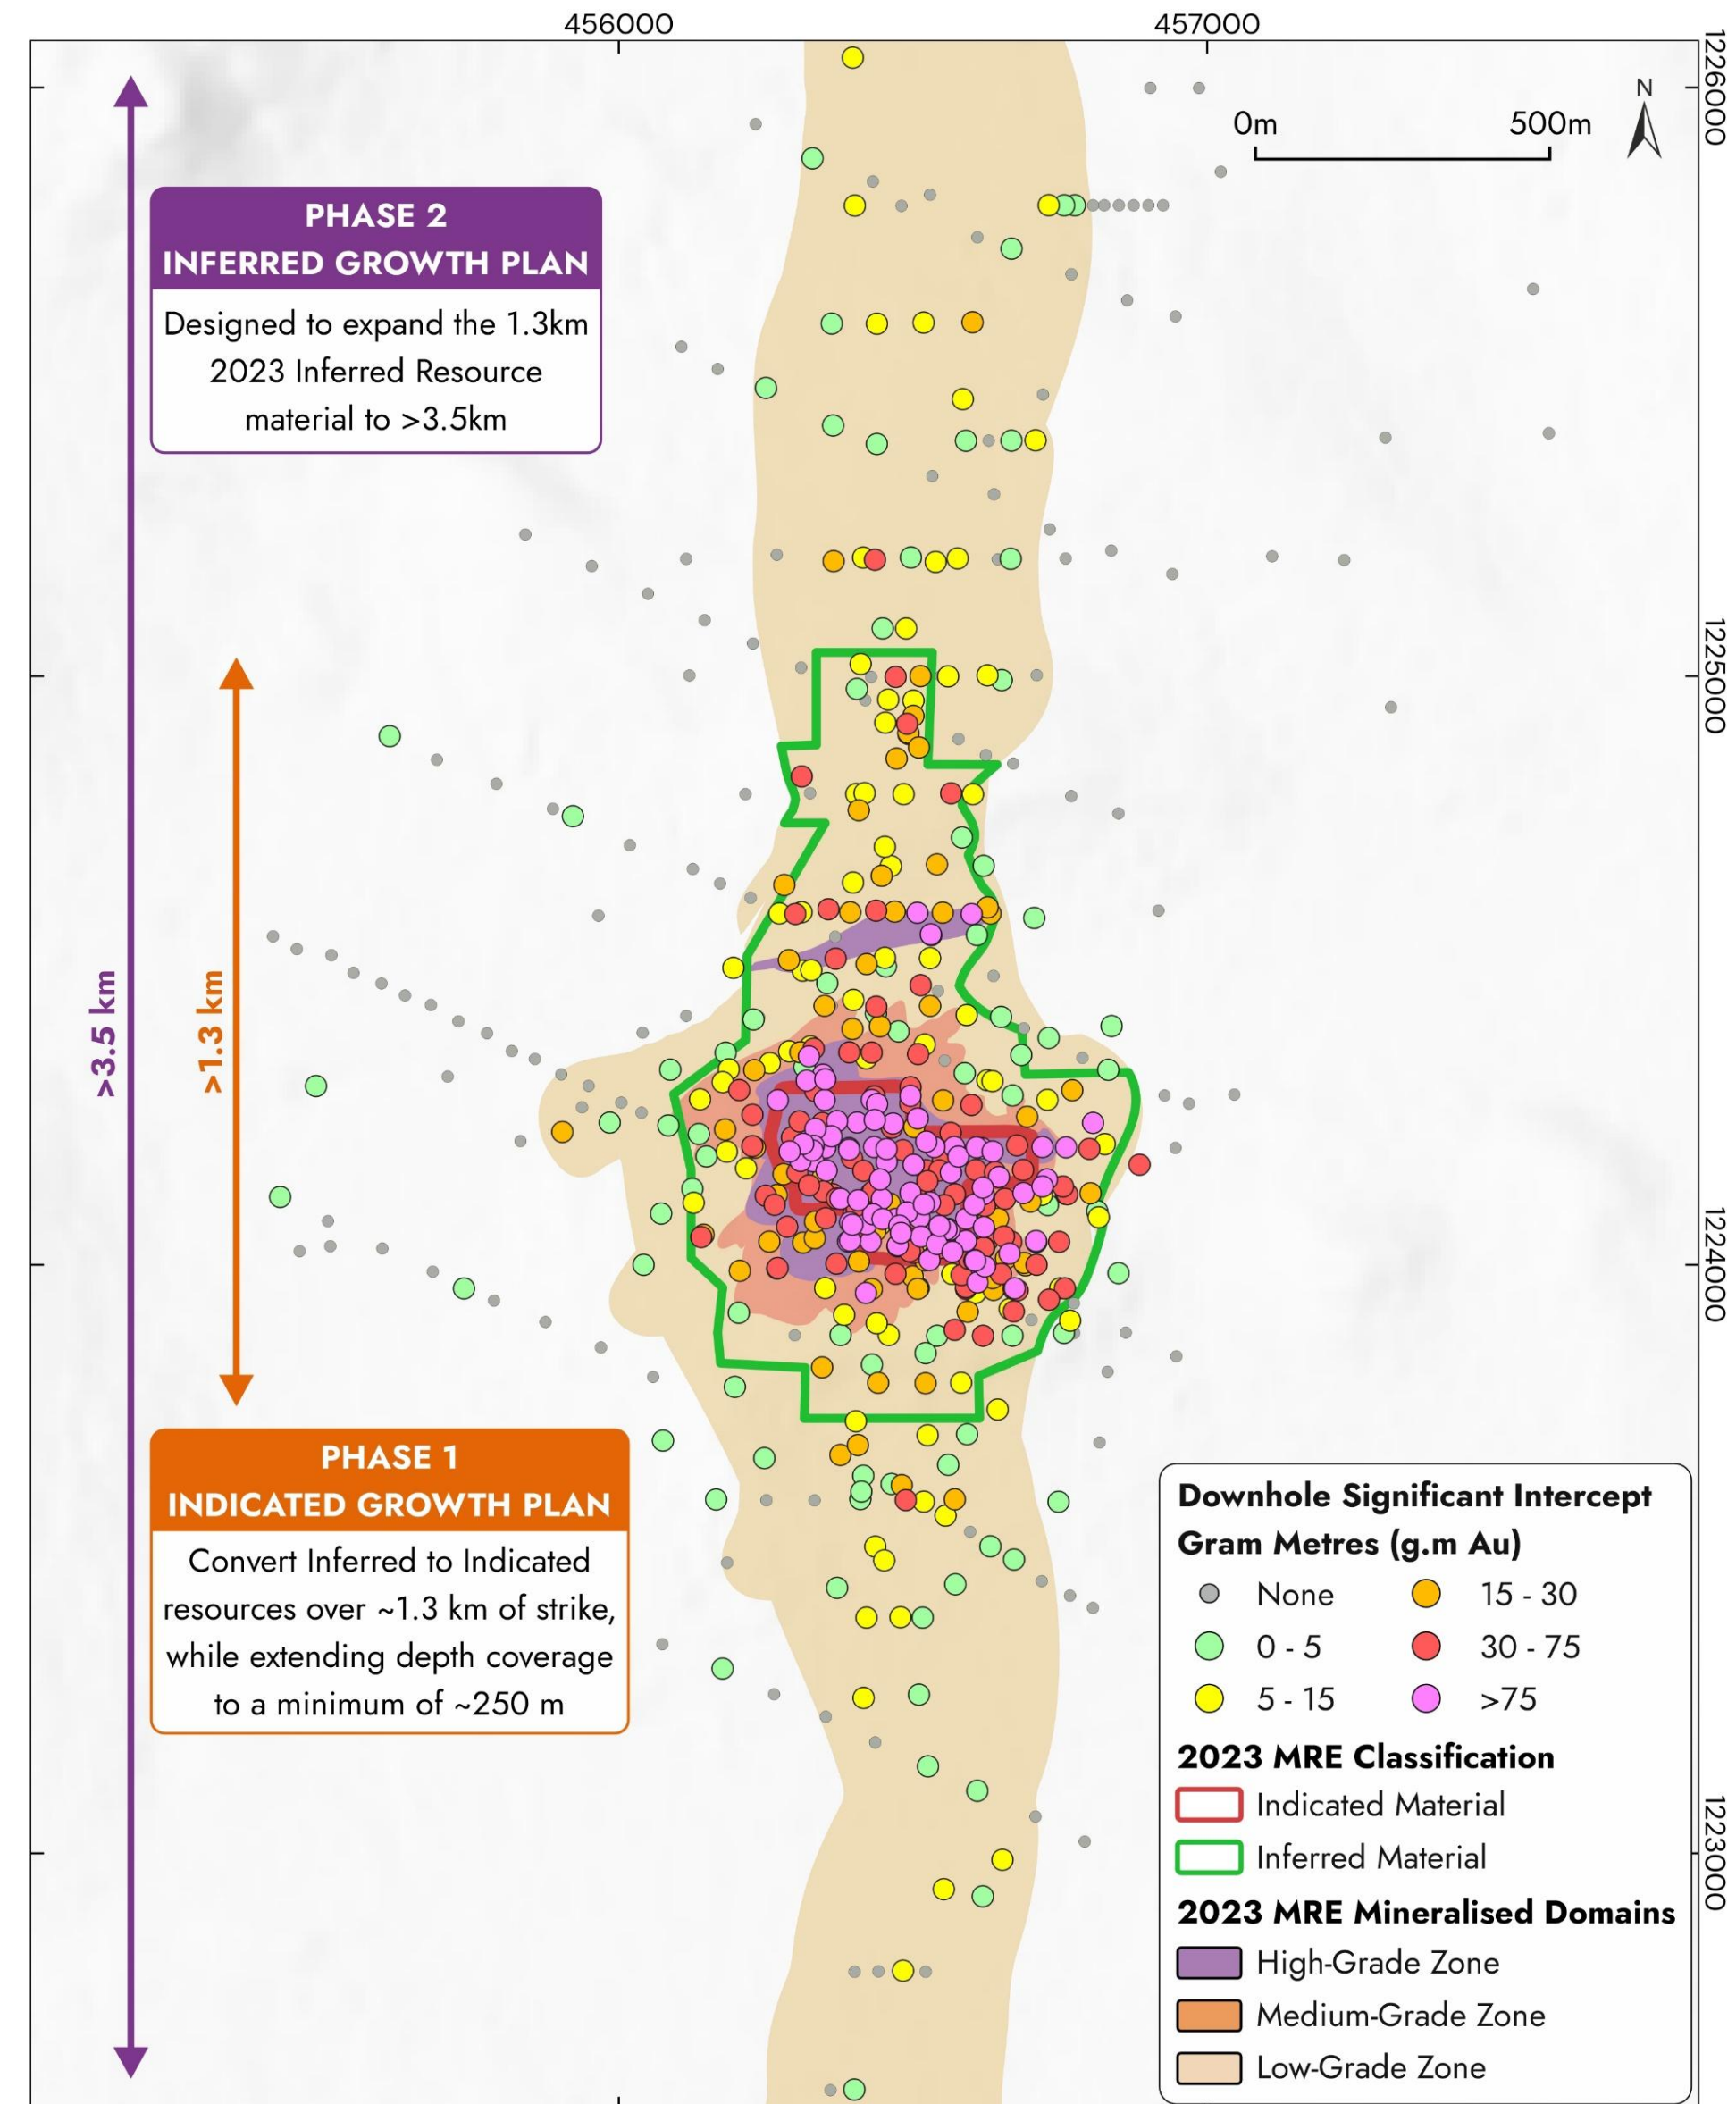 456000
457000
1226000
N
0m
500m
PHASE 2
INFERRED GROWTH PLAN
Designed to expand the 1.3km
2023 Inferred Resource
material to >3.5km
1225000
>3.5 km
>1.3 km
1224000
PHASE 1
INDICATED GROWTH PLAN
Convert Inferred to Indicated
resources over ~1.3 km of strike,
while extending depth coverage
to a minimum of ~250 m
1223000
Downhole Significant Intercept
Gram Metres (g.m Au)
None
15 - 30
0 - 5
30 - 75
5 - 15
>75
2023 MRE Classification
Indicated Material
Inferred Material
2023 MRE Mineralised Domains
High-Grade Zone
Medium-Grade Zone
Low-Grade Zone